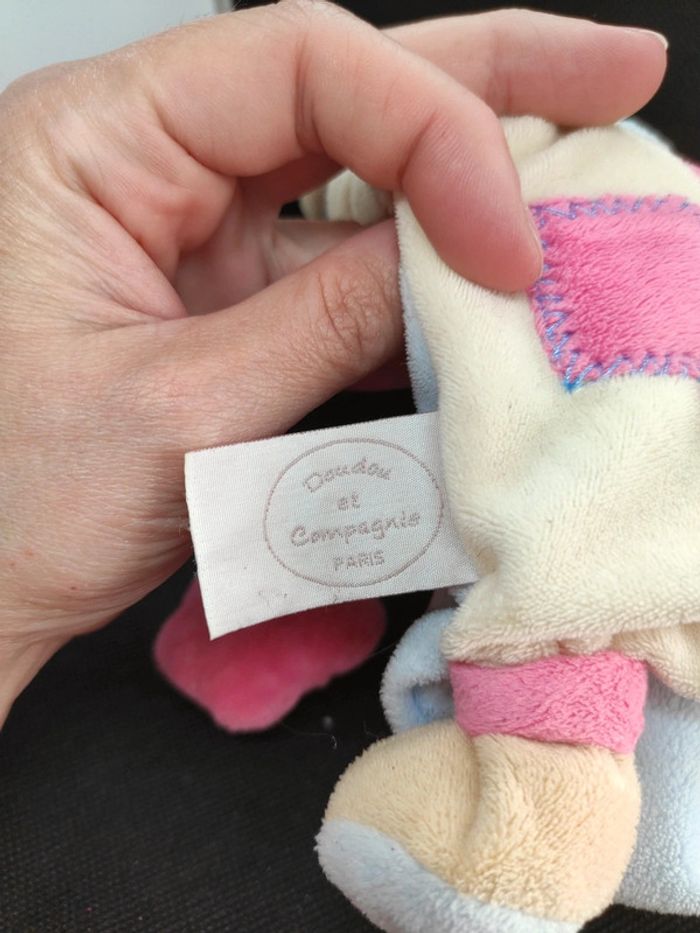 Doudou
et
Compagnie
PARIS